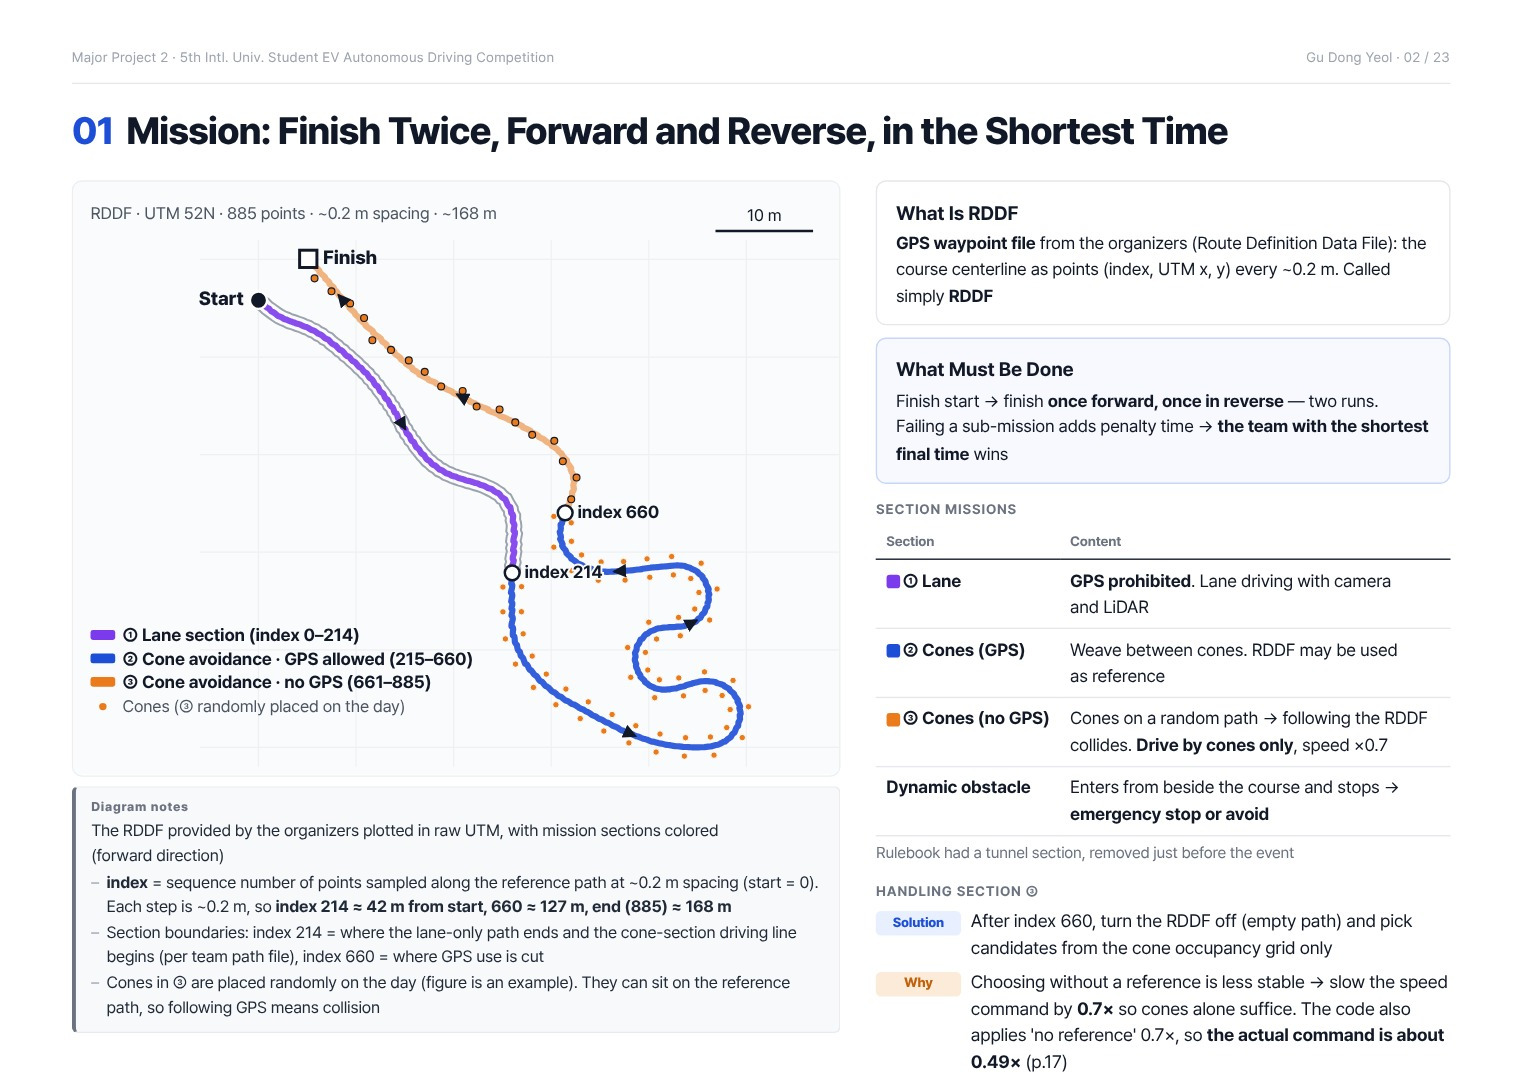 Major Project 2 · 5th Intl. Univ. Student EV Autonomous Driving Competition
Gu Dong Yeol · 02 / 23
01 Mission: Finish Twice, Forward and Reverse, in the Shortest Time
RDDF · UTM 52N · 885 points · ~0.2 m spacing · ~168 m
10 m
Finish
Start
index 660
index 214
① Lane section (index 0–214)
② Cone avoidance · GPS allowed (215–660)
③ Cone avoidance · no GPS (661–885)
Cones (③ randomly placed on the day)
Diagram notes
The RDDF provided by the organizers plotted in raw UTM, with mission sections colored
(forward direction)
– index = sequence number of points sampled along the reference path at ~0.2 m spacing (start = 0).
Each step is ~0.2 m, so index 214 ≈ 42 m from start, 660 ≈ 127 m, end (885) ≈ 168 m
– Section boundaries: index 214 = where the lane-only path ends and the cone-section driving line
begins (per team path file), index 660 = where GPS use is cut
– Cones in ③ are placed randomly on the day (figure is an example). They can sit on the reference
path, so following GPS means collision
What Is RDDF
GPS waypoint file from the organizers (Route Definition Data File): the
course centerline as points (index, UTM x, y) every ~0.2 m. Called
simply RDDF
What Must Be Done
Finish start → finish once forward, once in reverse — two runs.
Failing a sub-mission adds penalty time → the team with the shortest
final time wins
SECTION MISSIONS
Section Content
① Lane GPS prohibited. Lane driving with camera
and LiDAR
② Cones (GPS) Weave between cones. RDDF may be used
as reference
③ Cones (no GPS) Cones on a random path → following the RDDF
collides. Drive by cones only, speed ×0.7
Dynamic obstacle Enters from beside the course and stops →
emergency stop or avoid
Rulebook had a tunnel section, removed just before the event
HANDLING SECTION ③
Solution After index 660, turn the RDDF off (empty path) and pick
candidates from the cone occupancy grid only
Why Choosing without a reference is less stable → slow the speed
command by 0.7× so cones alone suffice. The code also
applies 'no reference' 0.7×, so the actual command is about
0.49× (p.17)